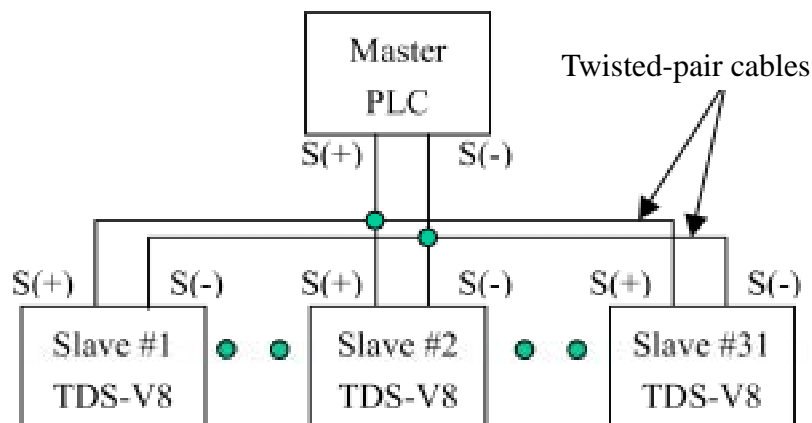 Master
PLC
Twisted-pair cables
S(+)
S(-)
S(+)
S(-)
S(+)
S(-)
S(+)
S(-)
Slave #1
TDS-V8
Slave #2
TDS-V8
Slave #31
TDS-V8